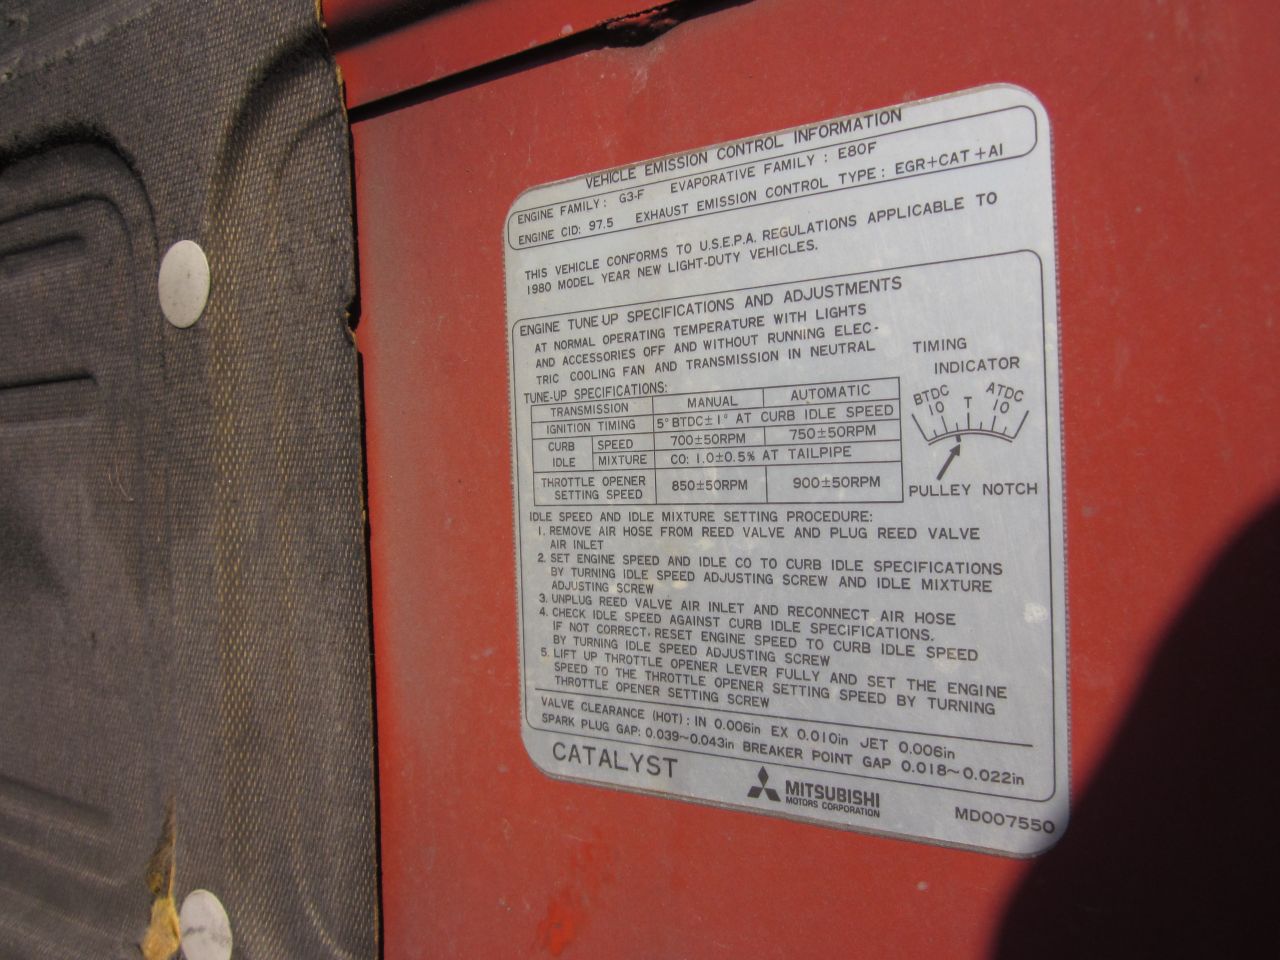 VEHICLE EMISSION CONTROL INFORMATION
ENGINE FAMILY: G3-F EVAPORATIVE FAMILY: E80F
ENGINE CID: 97.5 EXHAUST EMISSION CONTROL TYPE: EGR+CAT+AI
THIS VEHICLE CONFORMS TO U.S.E.P.A. REGULATIONS APPLICABLE TO
1980 MODEL YEAR NEW LIGHT-DUTY VEHICLES.
ENGINE TUNE UP SPECIFICATIONS AND ADJUSTMENTS
AT NORMAL OPERATING TEMPERATURE WITH LIGHTS
AND ACCESSORIES OFF AND WITHOUT RUNNING ELEC-
TRIC COOLING FAN AND TRANSMISSION IN NEUTRAL
TUNE-UP SPECIFICATIONS:
TRANSMISSION MANUAL AUTOMATIC
IGNITION TIMING 5° BTDC±1° AT CURB IDLE SPEED
CURB IDLE SPEED 700±50RPM 750±50RPM
MIXTURE CO: 1.0±0.5% AT TAILPIPE
THROTTLE OPENER
SETTING SPEED 850±50RPM 900±50RPM
TIMING
INDICATOR
BTDC ATDC
10 T 10
PULLEY NOTCH
IDLE SPEED AND IDLE MIXTURE SETTING PROCEDURE:
1. REMOVE AIR HOSE FROM REED VALVE AND PLUG REED VALVE
AIR INLET
2. SET ENGINE SPEED AND IDLE CO TO CURB IDLE SPECIFICATIONS
BY TURNING IDLE SPEED ADJUSTING SCREW AND IDLE MIXTURE
ADJUSTING SCREW
3. UNPLUG REED VALVE AIR INLET AND RECONNECT AIR HOSE
4. CHECK IDLE SPEED AGAINST CURB IDLE SPECIFICATIONS.
IF NOT CORRECT, RESET ENGINE SPEED TO CURB IDLE SPEED
BY TURNING IDLE SPEED ADJUSTING SCREW
5. LIFT UP THROTTLE OPENER LEVER FULLY AND SET THE ENGINE
SPEED TO THE THROTTLE OPENER SETTING SPEED BY TURNING
THROTTLE OPENER SETTING SCREW
VALVE CLEARANCE (HOT): IN 0.006in EX 0.010in JET 0.006in
SPARK PLUG GAP: 0.039~0.043in BREAKER POINT GAP 0.018~0.022in
CATALYST
MITSUBISHI
MOTORS CORPORATION
MD007550